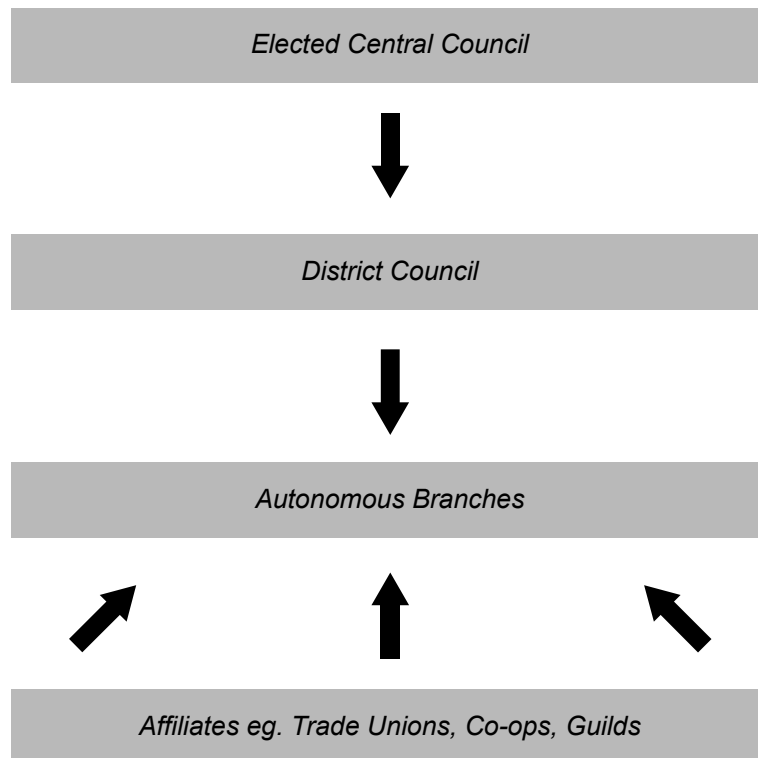 Elected Central Council
District Council
Autonomous Branches
Affiliates eg. Trade Unions, Co-ops, Guilds